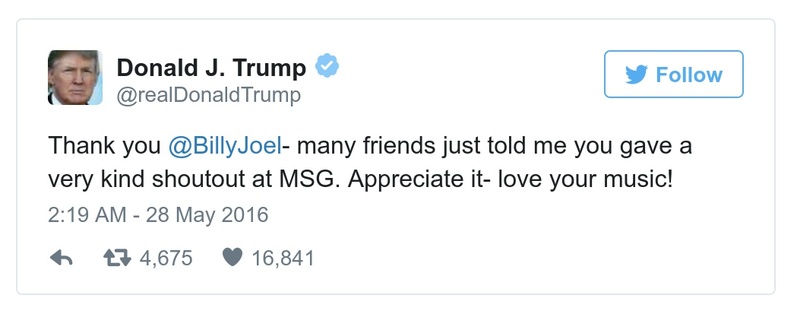 Donald J. Trump
@realDonaldTrump
Follow
Thank you @BillyJoel- many friends just told me you gave a
very kind shoutout at MSG. Appreciate it- love your music!
2:19 AM - 28 May 2016
4,675 16,841